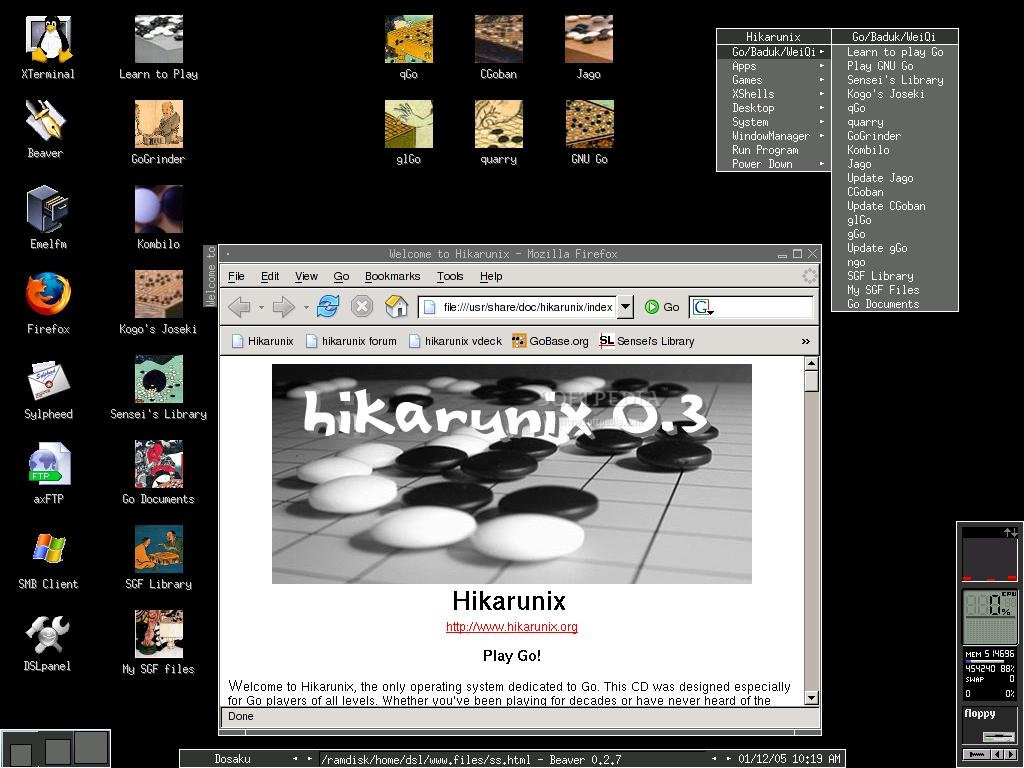 XTerminal
Beaver
Emelfm
Firefox
Sylpheed
FTP
axFTP
SMB Client
DSLpanel
Learn to Play
GoGrinder
Kombilo
Kogo's Joseki
Sensei's Library
Go Documents
SGF Library
My SGF files
qGo
CGoban
Jago
glGo
quarry
GNU Go
Hikarunix
Go/Baduk/WeiQi
Apps
Games
XShells
Desktop
System
WindowManager
Run Program
Power Down
Go/Baduk/WeiQi
Learn to play Go
Play GNU Go
Sensei's Library
Kogo's Joseki
qGo
quarry
GoGrinder
Kombilo
Jago
Update Jago
CGoban
Update CGoban
glGo
gGo
Update gGo
ngo
SGF Library
My SGF Files
Go Documents
Welcome to
Welcome to Hikarunix - Mozilla Firefox
File Edit View Go Bookmarks Tools Help
file:///usr/share/doc/hikarunix/index Go G
Hikarunix hikarunix forum hikarunix vdeck GoBase.org SL Sensei's Library »
hikarunix 0.3
SOFTPEDIA™
Hikarunix
http://www.hikarunix.org
Play Go!
Welcome to Hikarunix, the only operating system dedicated to Go. This CD was designed especially
for Go players of all levels. Whether you've been playing for decades or have never heard of the
Done
CPU
0%
MEM 514696
454240 88%
SWAP 0
0 0%
floppy
Dosaku /ramdisk/home/dsl/www.files/ss.html - Beaver 0.2.7 01/12/05 10:19 AM